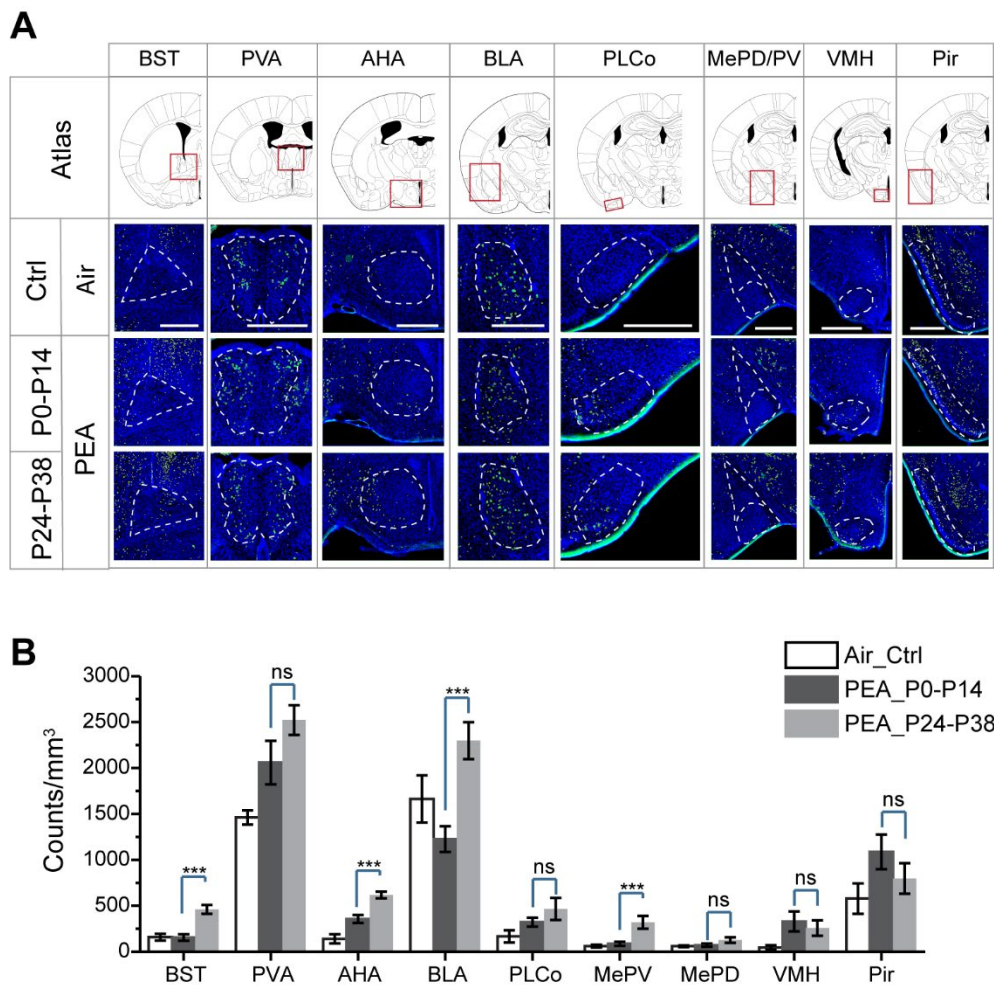 A
BST PVA AHA BLA PLCo MePD/PV VMH Pir
Atlas
Ctrl Air
P0-P14
PEA
P24-P38
B
Air_Ctrl
PEA_P0-P14
PEA_P24-P38
Counts/mm³
3000
2500
2000
1500
1000
500
0
*** ns *** *** ns *** ns ns ns
BST PVA AHA BLA PLCo MePV MePD VMH Pir